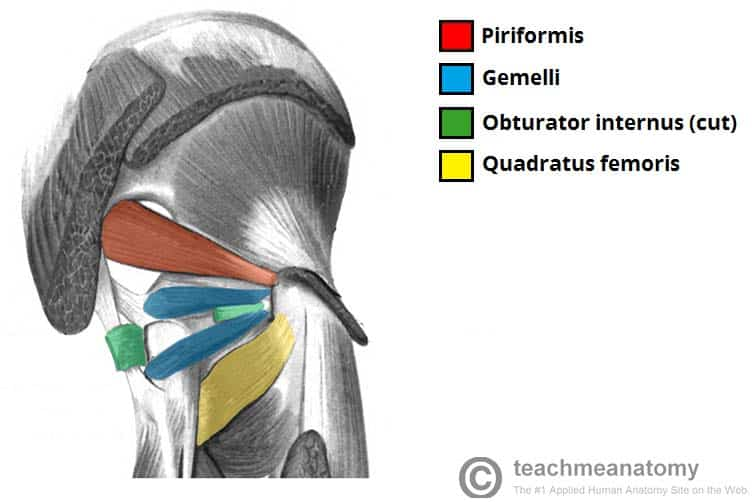 Piriformis
Gemelli
Obturator internus (cut)
Quadratus femoris
© teachmeanatomy
The #1 Applied Human Anatomy Site on the Web.